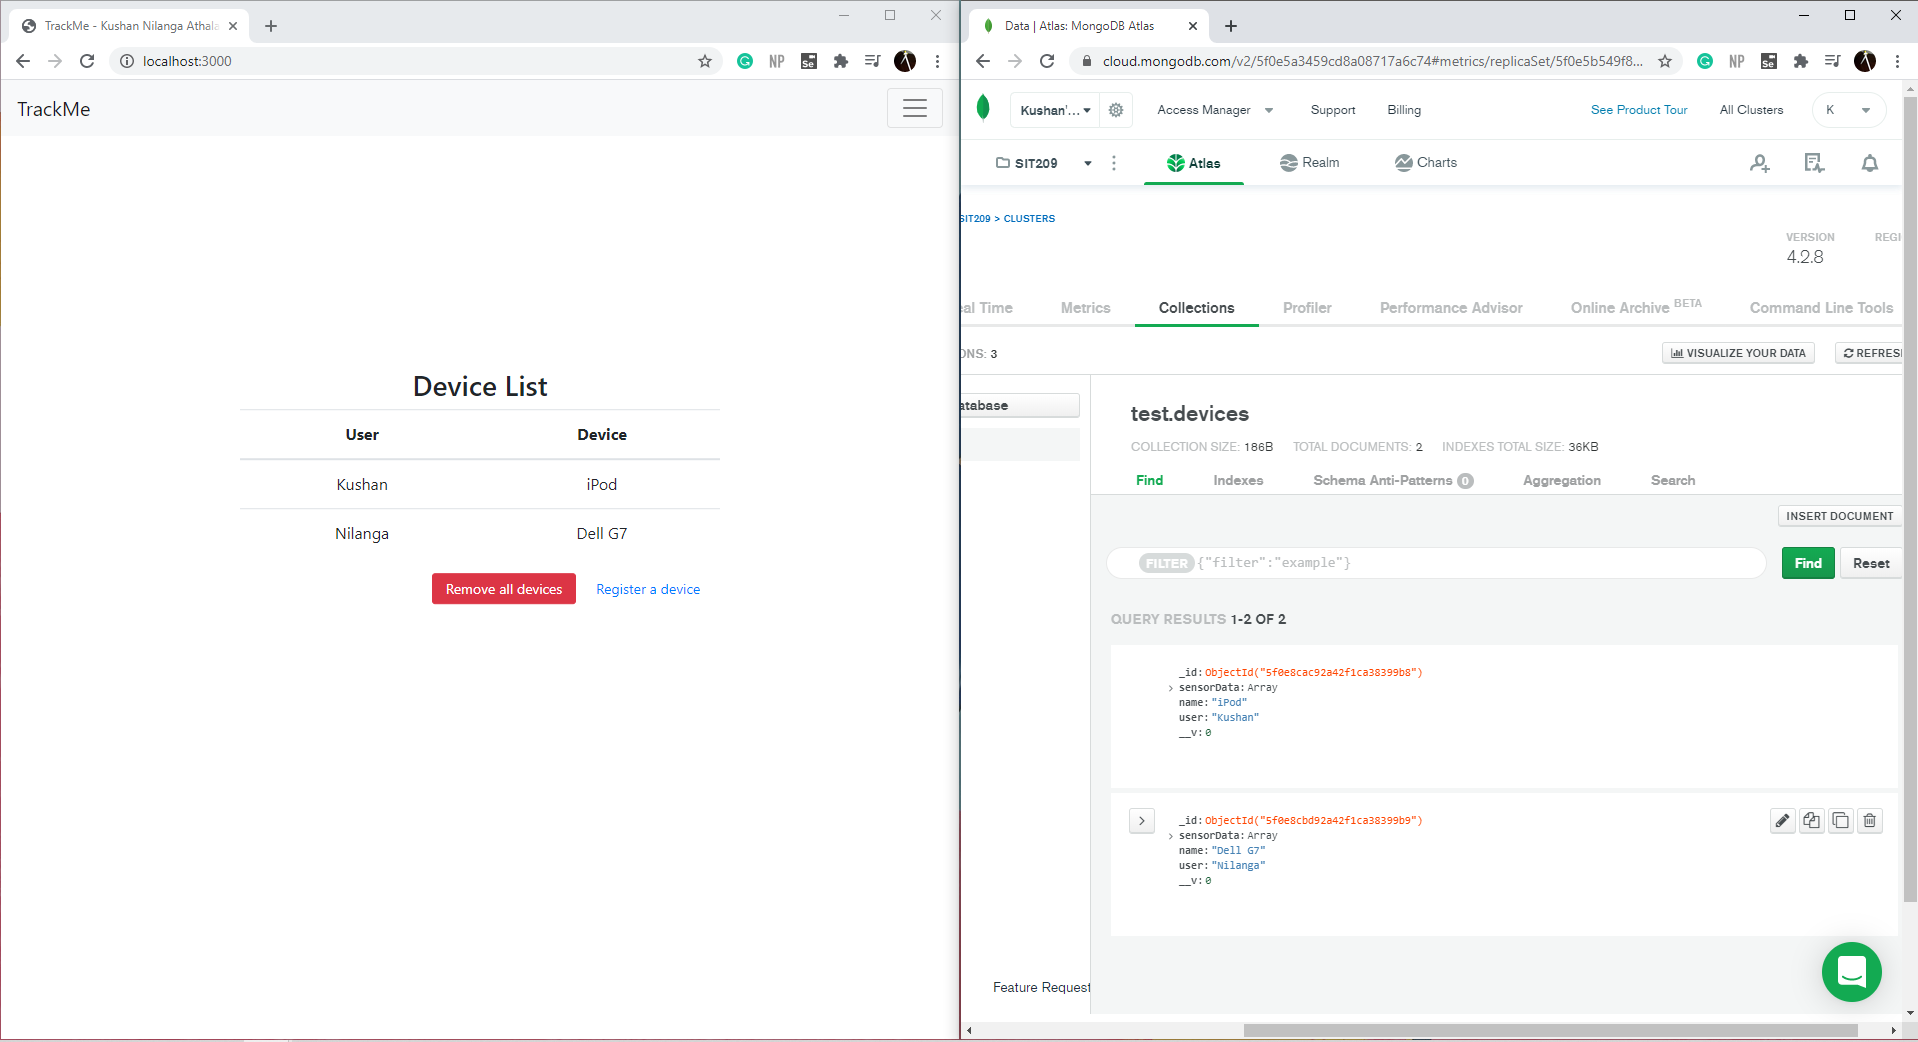 TrackMe - Kushan Nilanga Athala
localhost:3000
NP
Se
TrackMe
Device List
User Device
Kushan iPod
Nilanga Dell G7
Remove all devices Register a device
Data | Atlas: MongoDB Atlas
cloud.mongodb.com/v2/5f0e5a3459cd8a08717a6c74#metrics/replicaSet/5f0e5b549f8...
NP
Se
Kushan'... Access Manager Support Billing See Product Tour All Clusters K
SIT209 Atlas Realm Charts
SIT209 > CLUSTERS
VERSION REGI
4.2.8
eal Time Metrics Collections Profiler Performance Advisor Online Archive BETA Command Line Tools
ONS: 3 VISUALIZE YOUR DATA REFRES
atabase
test.devices
COLLECTION SIZE: 186B TOTAL DOCUMENTS: 2 INDEXES TOTAL SIZE: 36KB
Find Indexes Schema Anti-Patterns 0 Aggregation Search
INSERT DOCUMENT
FILTER {"filter":"example"} Find Reset
QUERY RESULTS 1-2 OF 2
_id: ObjectId("5f0e8cac92a42f1ca38399b8")
sensorData: Array
name: "iPod"
user: "Kushan"
__v: 0
_id: ObjectId("5f0e8cbd92a42f1ca38399b9")
sensorData: Array
name: "Dell G7"
user: "Nilanga"
__v: 0
Feature Request